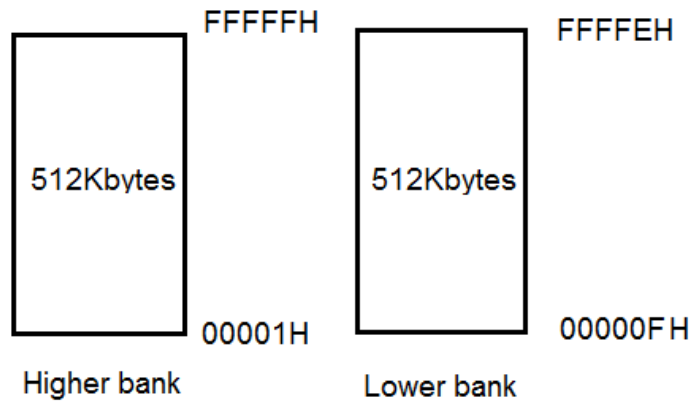 FFFFFH
512Kbytes
00001H
Higher bank
FFFFEH
512Kbytes
00000FH
Lower bank